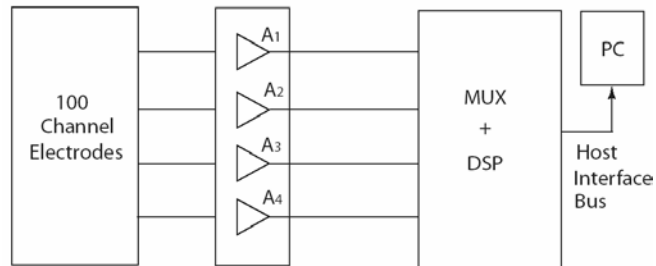 100
Channel
Electrodes
A1
A2
A3
A4
MUX
+
DSP
PC
Host
Interface
Bus